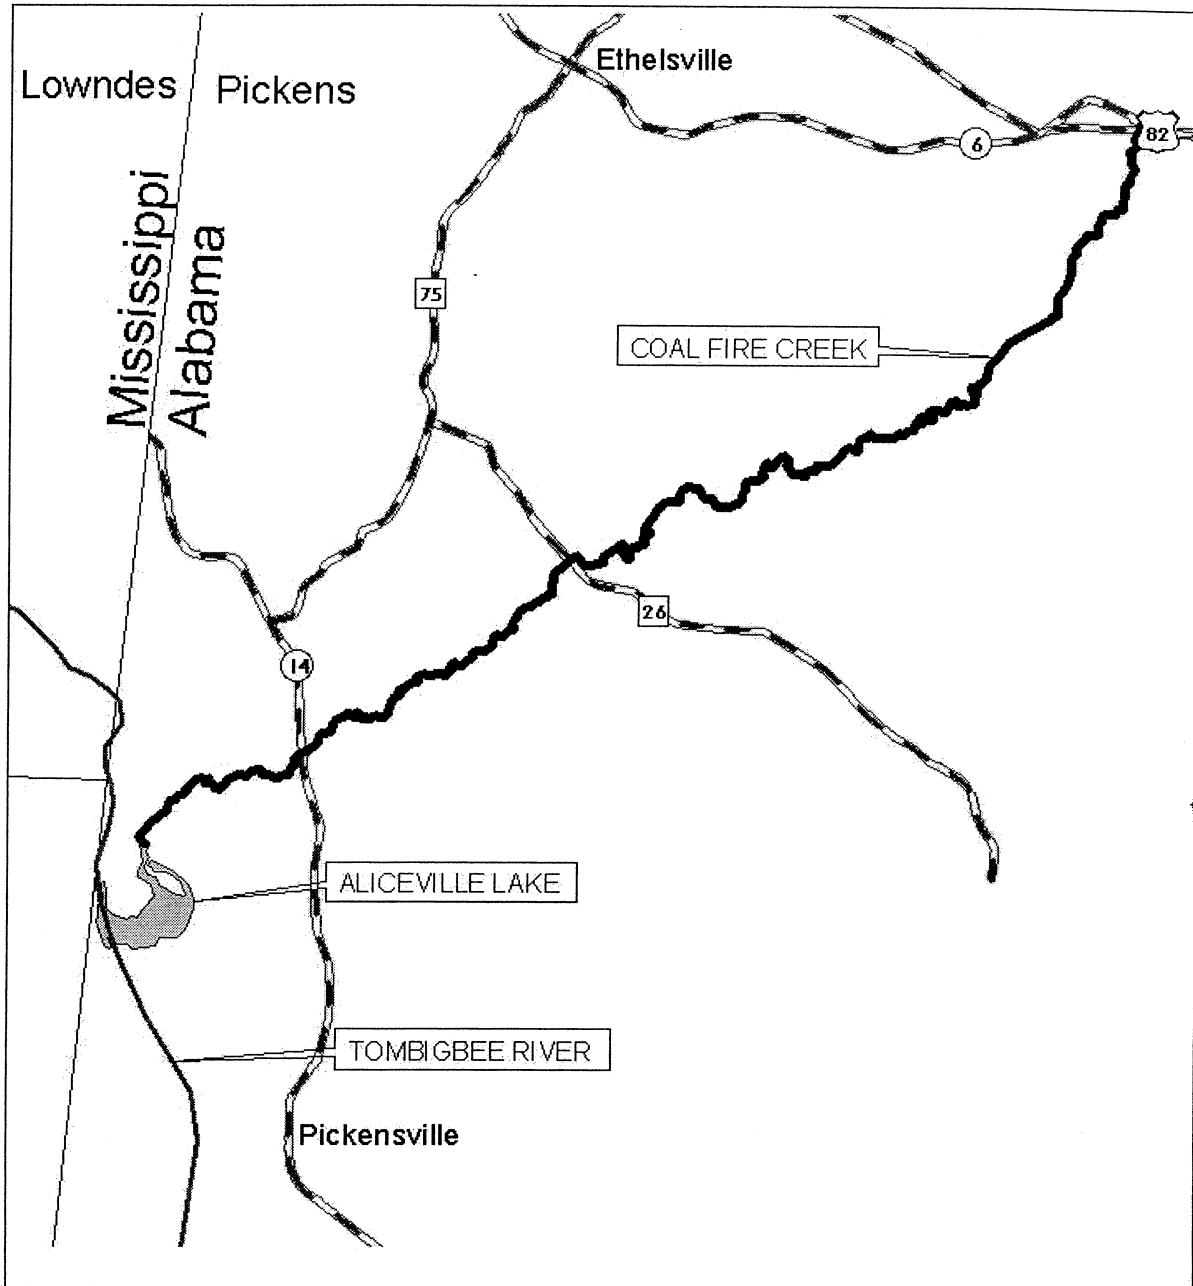 Ethelsville
Lowndes
Pickens
82
6
Mississippi
Alabama
75
COAL FIRE CREEK
26
14
ALICEVILLE LAKE
TOMBIGBEE RIVER
Pickensville